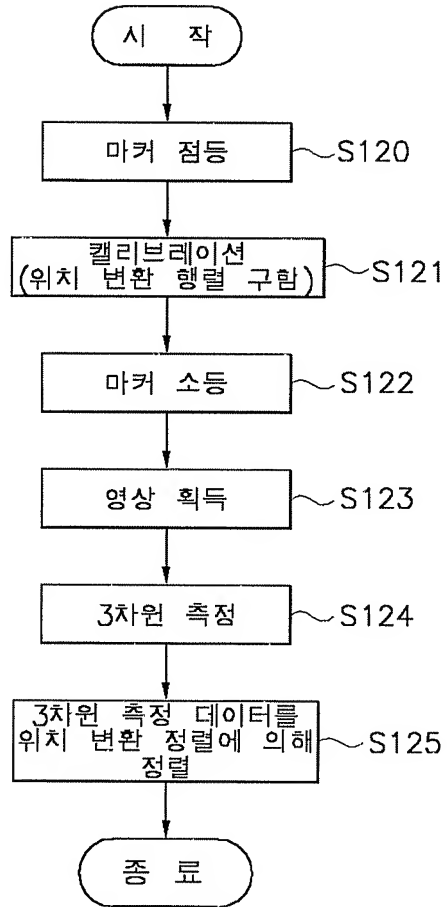 시 작
마커 점등
S120
캘리브레이션
(위치 변환 행렬 구함)
S121
마커 소등
S122
영상 획득
S123
3차원 측정
S124
3차원 측정 데이터를
위치 변환 정렬에 의해
정렬
S125
종 료